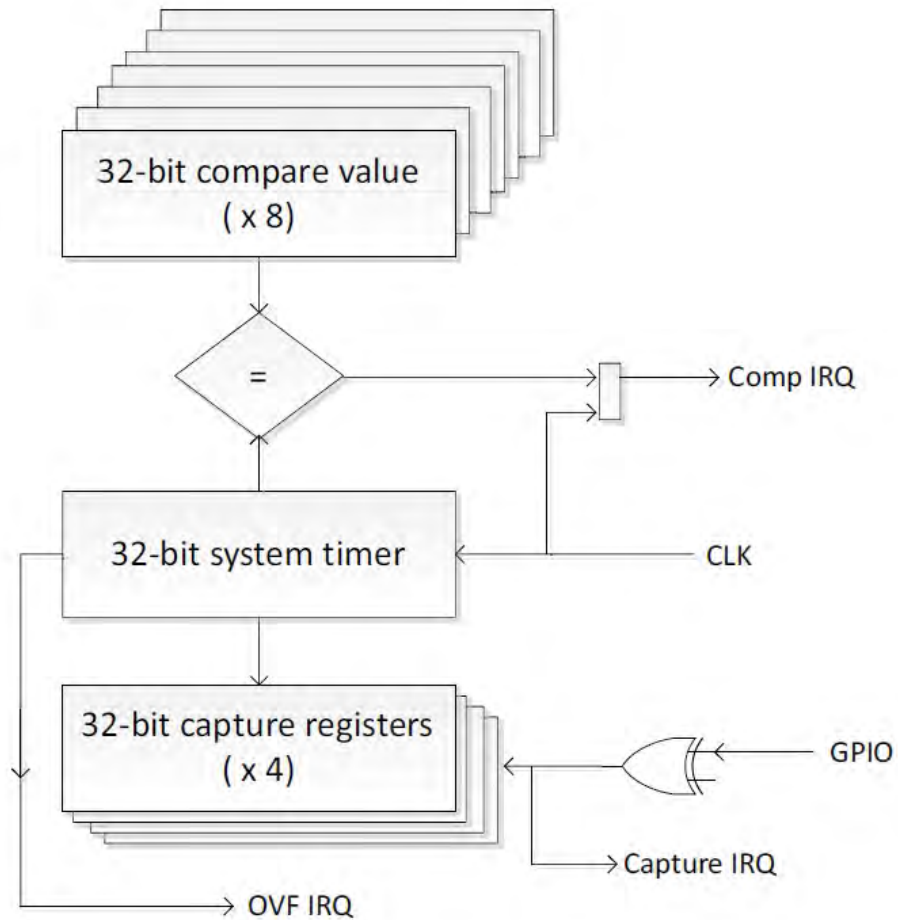 32-bit compare value
( x 8)
=
Comp IRQ
32-bit system timer
CLK
32-bit capture registers
( x 4)
GPIO
Capture IRQ
OVF IRQ